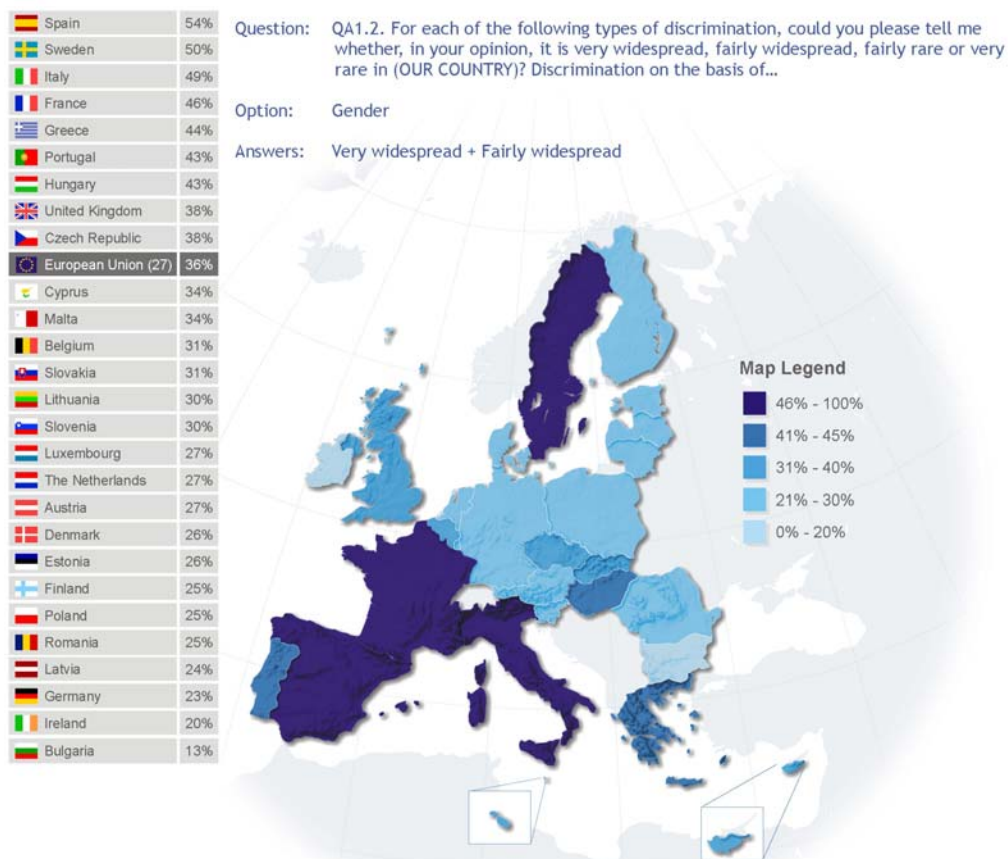 Spain 54%
Sweden 50%
Italy 49%
France 46%
Greece 44%
Portugal 43%
Hungary 43%
United Kingdom 38%
Czech Republic 38%
European Union (27) 36%
Cyprus 34%
Malta 34%
Belgium 31%
Slovakia 31%
Lithuania 30%
Slovenia 30%
Luxembourg 27%
The Netherlands 27%
Austria 27%
Denmark 26%
Estonia 26%
Finland 25%
Poland 25%
Romania 25%
Latvia 24%
Germany 23%
Ireland 20%
Bulgaria 13%
Question: QA1.2. For each of the following types of discrimination, could you please tell me
whether, in your opinion, it is very widespread, fairly widespread, fairly rare or very
rare in (OUR COUNTRY)? Discrimination on the basis of…
Option: Gender
Answers: Very widespread + Fairly widespread
Map Legend
46% - 100%
41% - 45%
31% - 40%
21% - 30%
0% - 20%